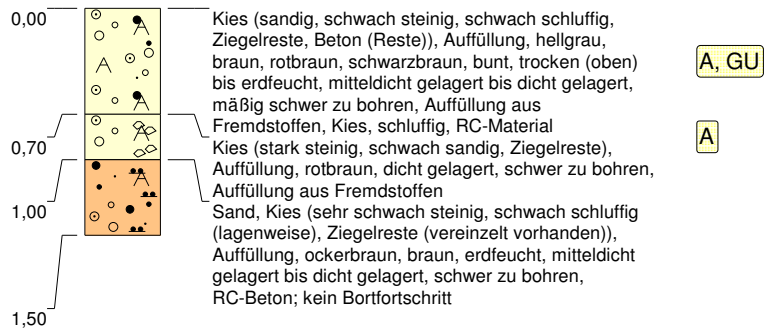 0,00
Kies (sandig, schwach steinig, schwach schluffig,
Ziegelreste, Beton (Reste)), Auffüllung, hellgrau,
braun, rotbraun, schwarzbraun, bunt, trocken (oben)
bis erdfeucht, mitteldicht gelagert bis dicht gelagert,
mäßig schwer zu bohren, Auffüllung aus
Fremdstoffen, Kies, schluffig, RC-Material
A, GU
0,70
Kies (stark steinig, schwach sandig, Ziegelreste),
Auffüllung, rotbraun, dicht gelagert, schwer zu bohren,
Auffüllung aus Fremdstoffen
A
1,00
Sand, Kies (sehr schwach steinig, schwach schluffig
(lagenweise), Ziegelreste (vereinzelt vorhanden)),
Auffüllung, ockerbraun, braun, erdfeucht, mitteldicht
gelagert bis dicht gelagert, schwer zu bohren,
RC-Beton; kein Bortfortschritt
1,50
A
A
A
A
A